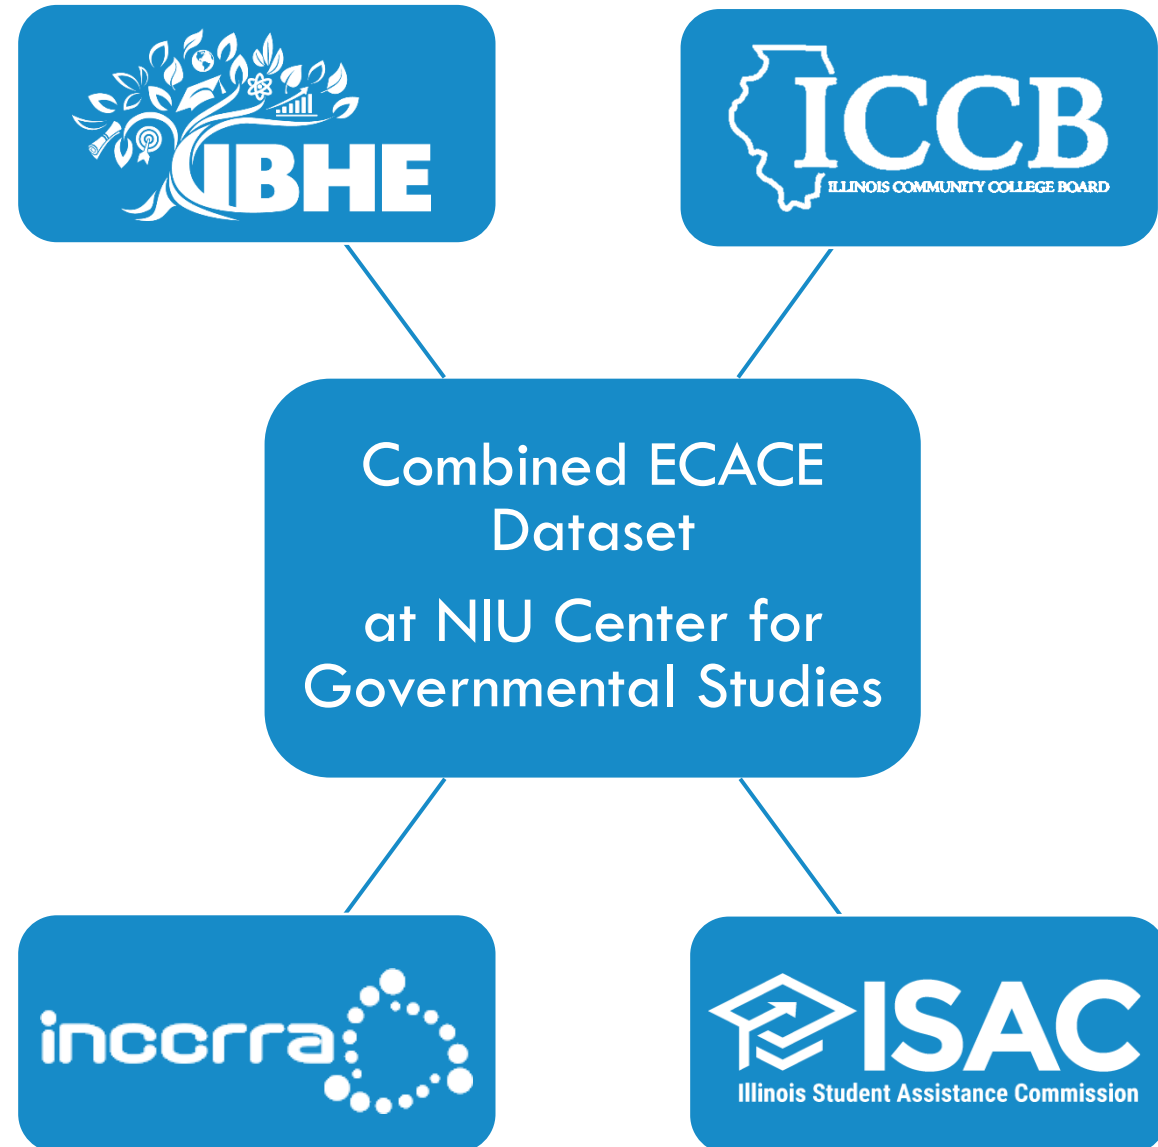 IBHE
ICCB
ILLINOIS COMMUNITY COLLEGE BOARD
Combined ECACE
Dataset
at NIU Center for
Governmental Studies
inccrra
ISAC
Illinois Student Assistance Commission